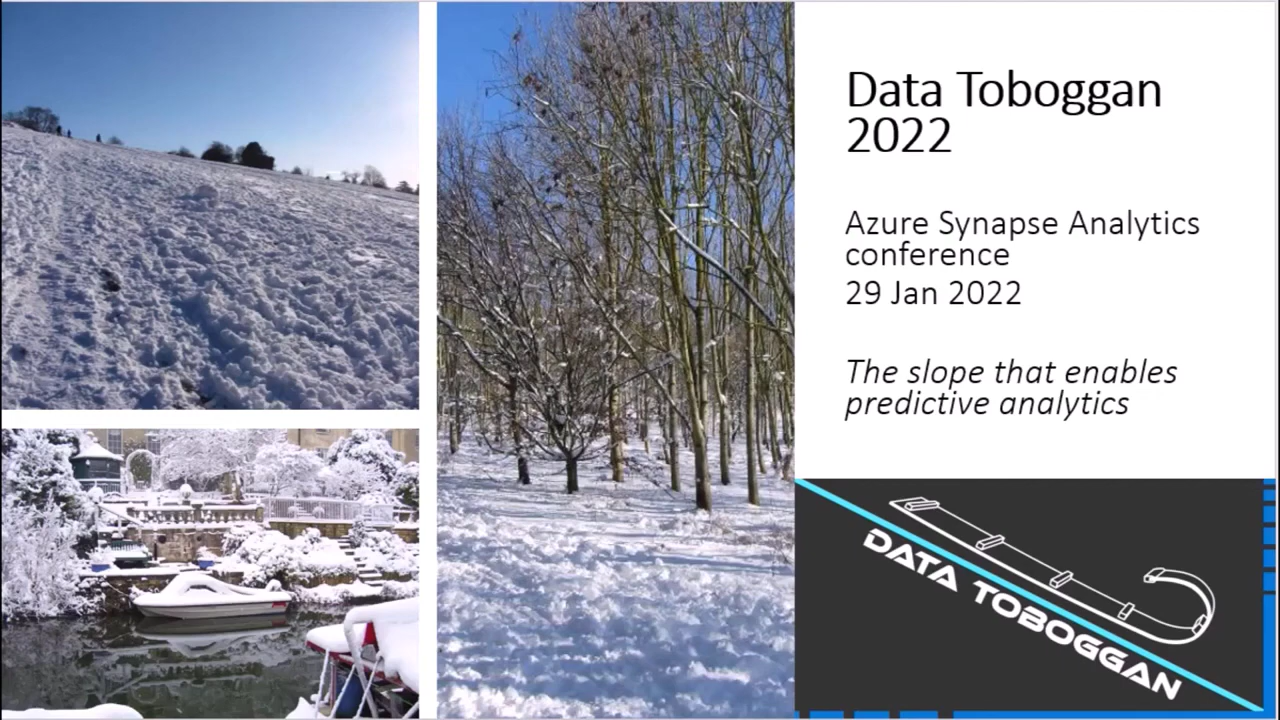 Data Toboggan
2022
Azure Synapse Analytics
conference
29 Jan 2022
The slope that enables
predictive analytics
DATA TOBOGGAN